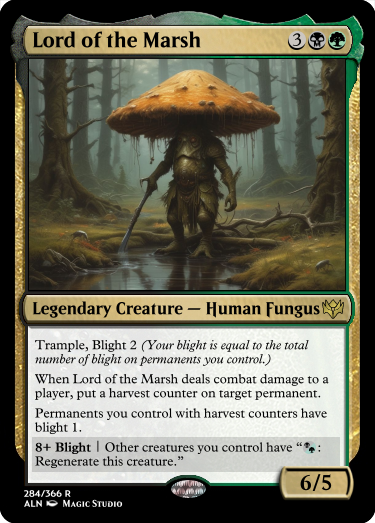 Lord of the Marsh 3
Legendary Creature — Human Fungus
Trample, Blight 2 (Your blight is equal to the total
number of blight on permanents you control.)
When Lord of the Marsh deals combat damage to a
player, put a harvest counter on target permanent.
Permanents you control with harvest counters have
blight 1.
8+ Blight | Other creatures you control have “:
Regenerate this creature.”
6/5
284/366 R
ALN Magic Studio